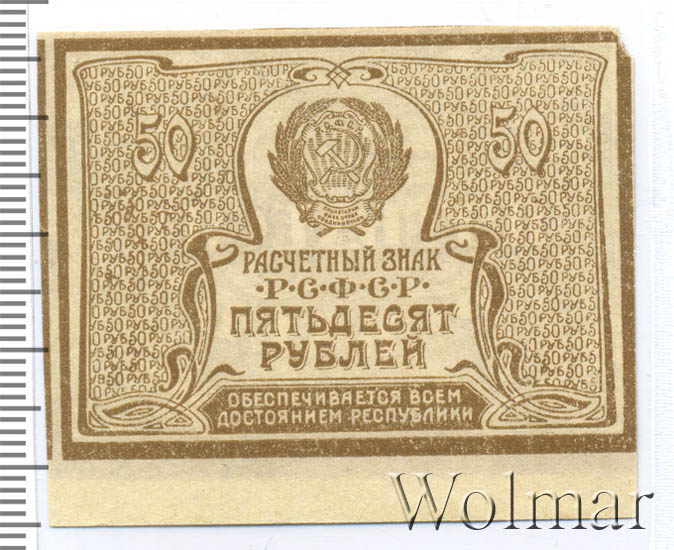 50 50
РАСЧЕТНЫЙ ЗНАК
·Р·С·Ф·С·Р·
ПЯТЬДЕСЯТ
РУБЛЕЙ
ОБЕСПЕЧИВАЕТСЯ ВСЕМ
ДОСТОЯНИЕМ РЕСПУБЛИКИ
Wolmar